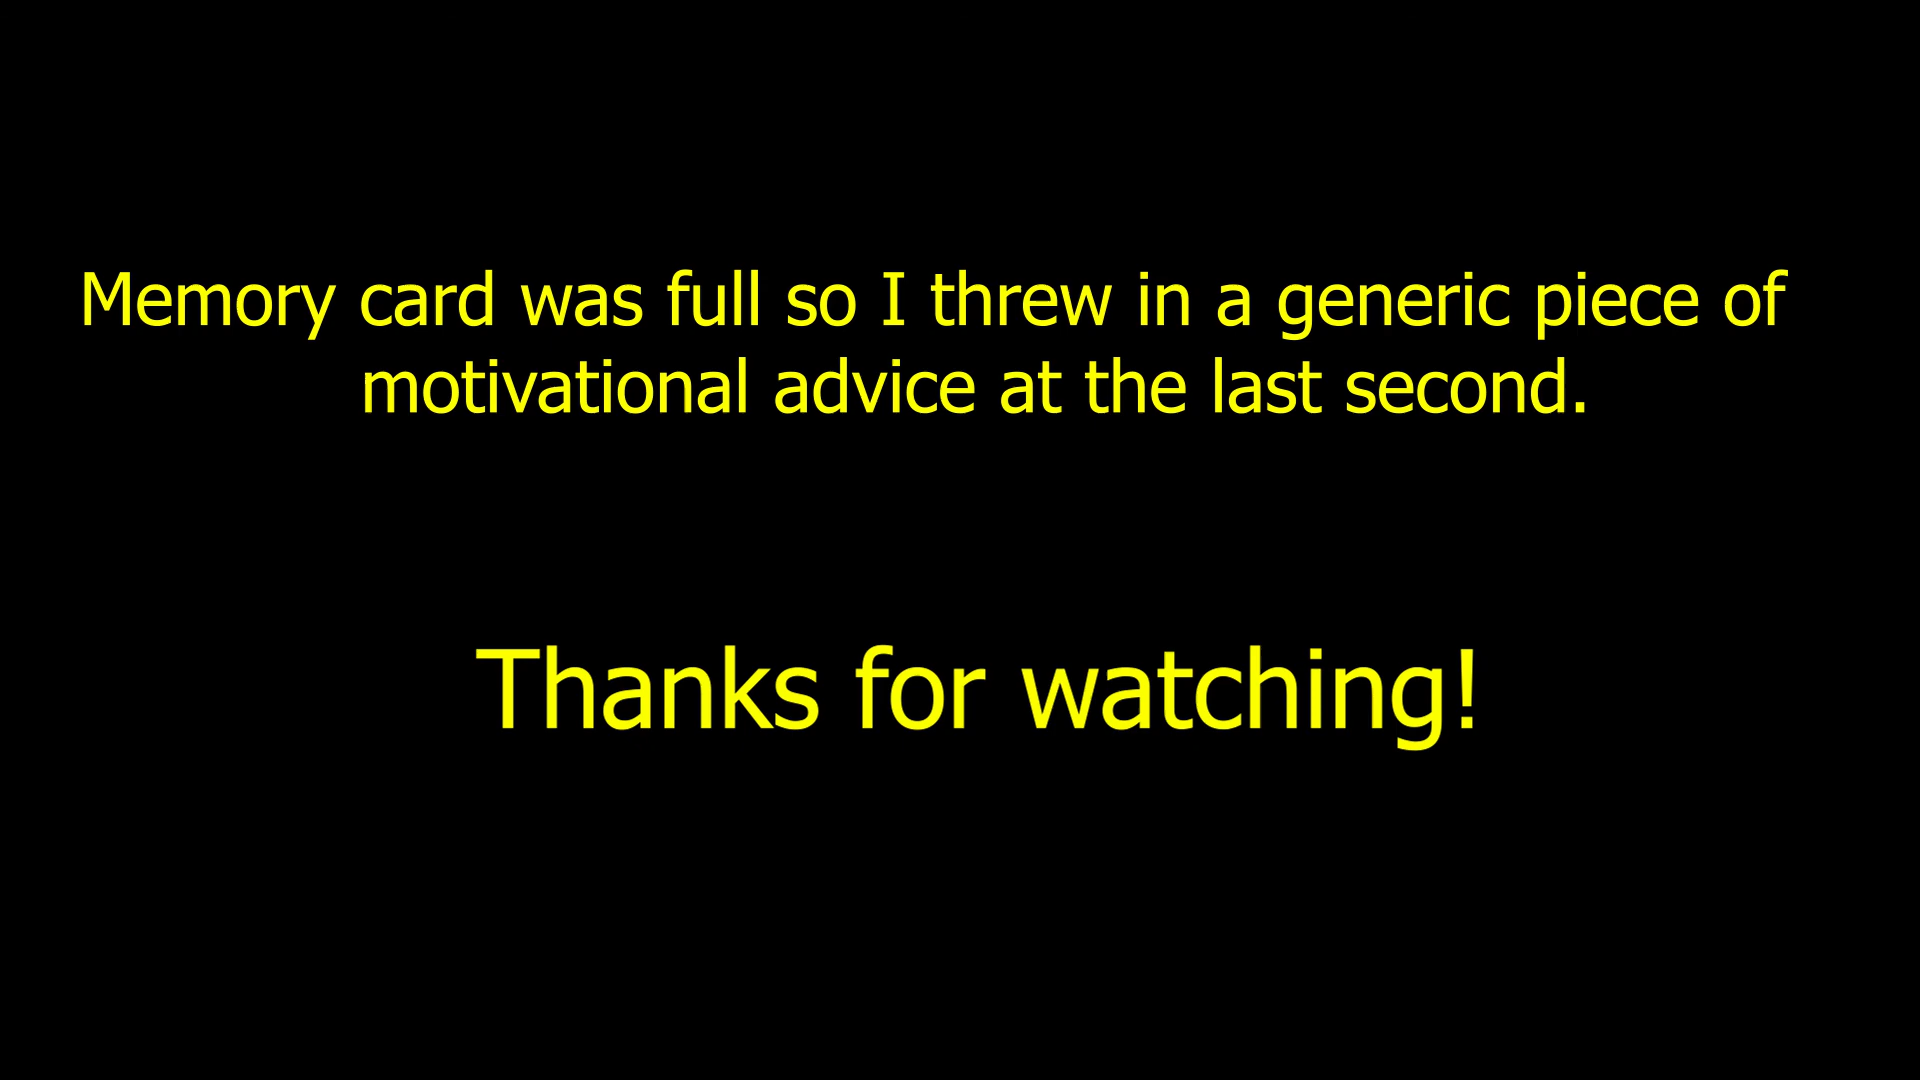 Memory card was full so I threw in a generic piece of
motivational advice at the last second.
Thanks for watching!